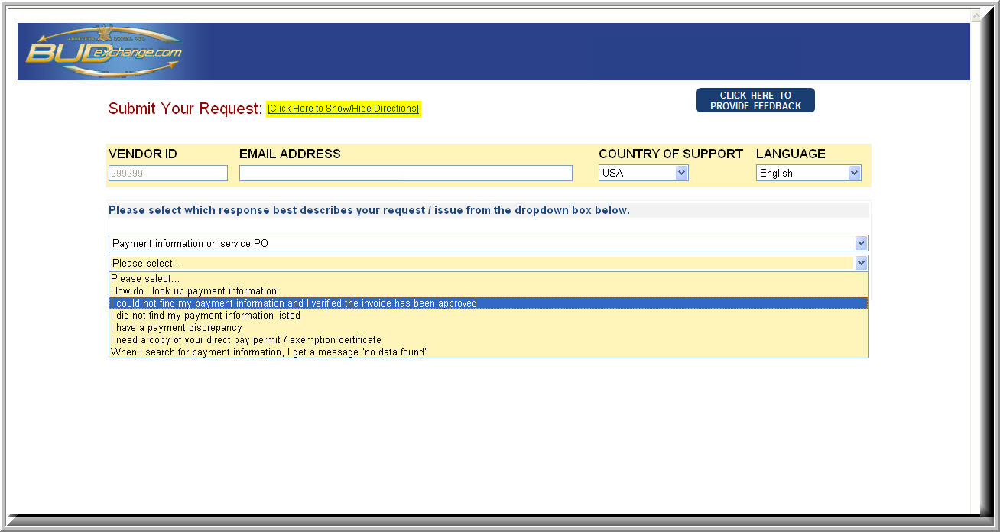 BUDexchange.com
CLICK HERE TO
PROVIDE FEEDBACK
Submit Your Request: [Click Here to Show/Hide Directions]
VENDOR ID EMAIL ADDRESS COUNTRY OF SUPPORT LANGUAGE
999999 USA English
Please select which response best describes your request / issue from the dropdown box below.
Payment information on service PO
Please select...
Please select...
How do I look up payment information
I could not find my payment information and I verified the invoice has been approved
I did not find my payment information listed
I have a payment discrepancy
I need a copy of your direct pay permit / exemption certificate
When I search for payment information, I get a message "no data found"